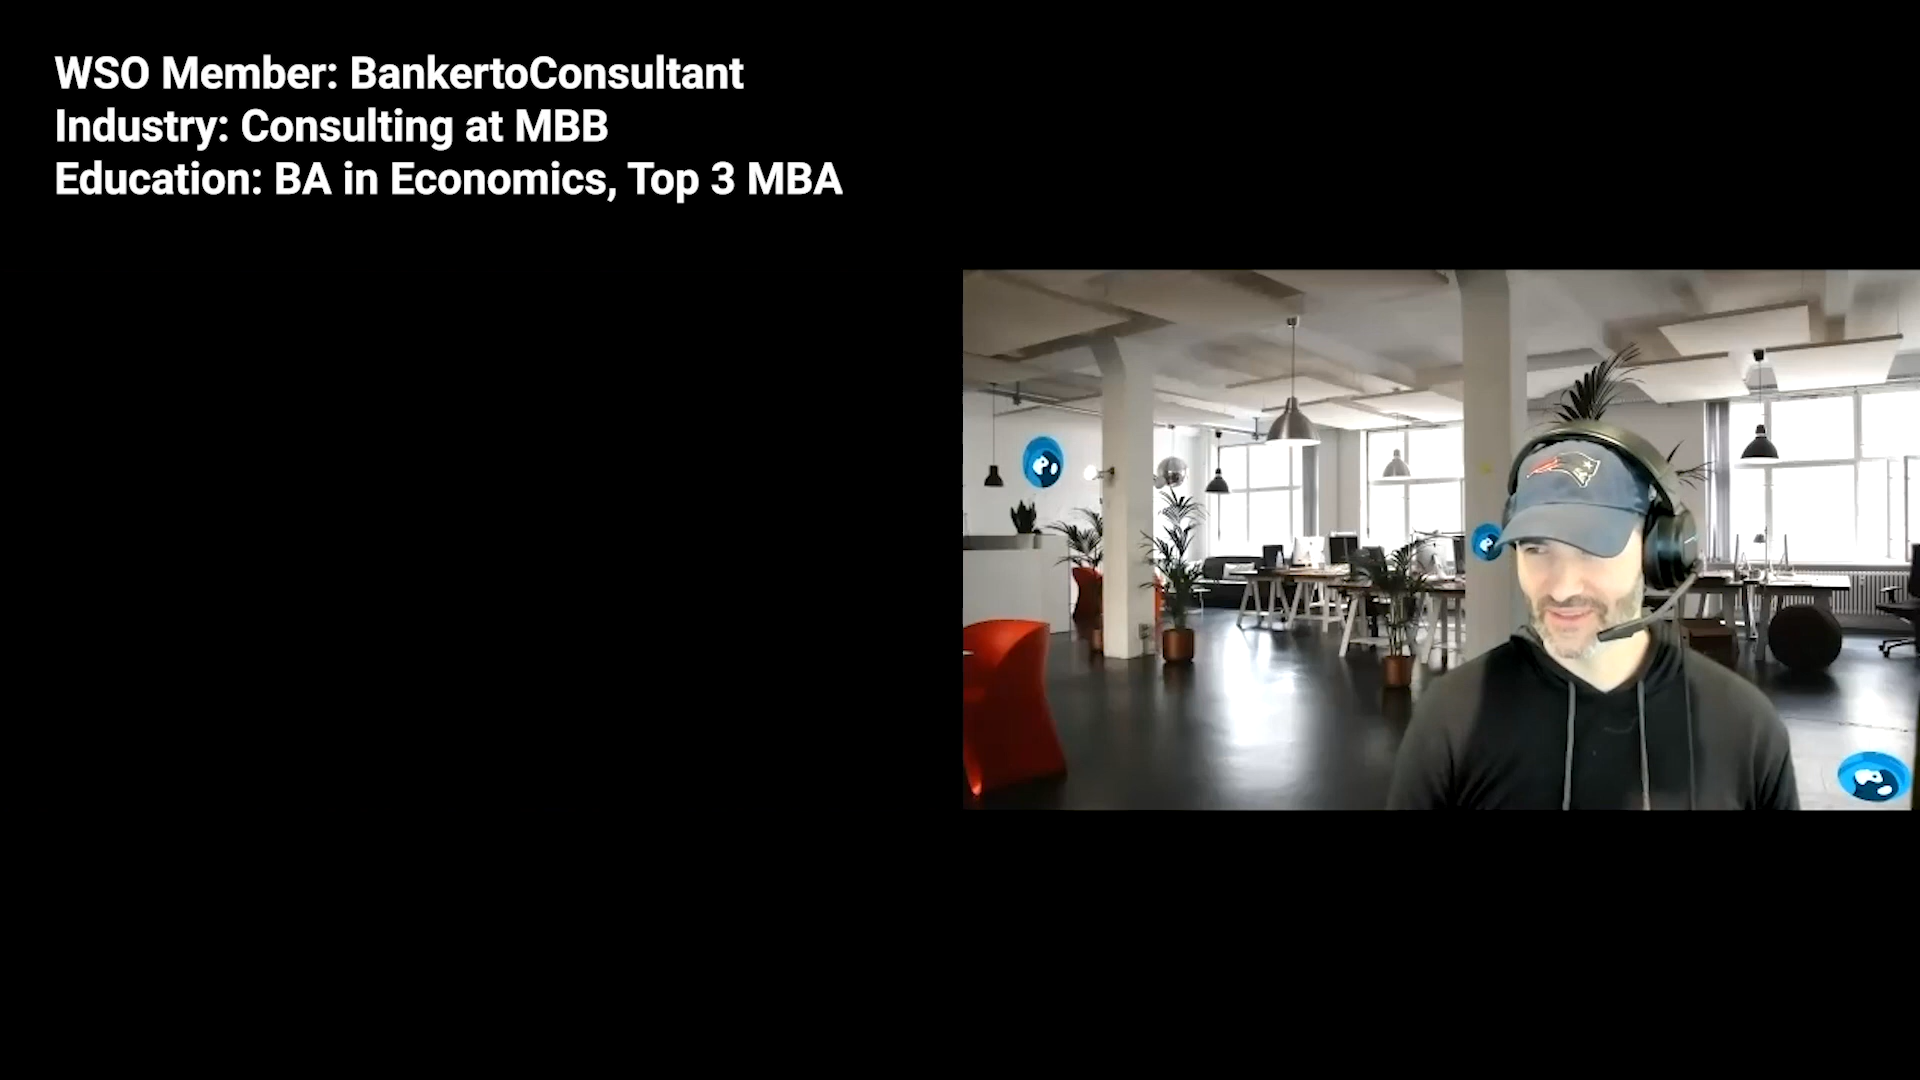 WSO Member: BankertoConsultant
Industry: Consulting at MBB
Education: BA in Economics, Top 3 MBA